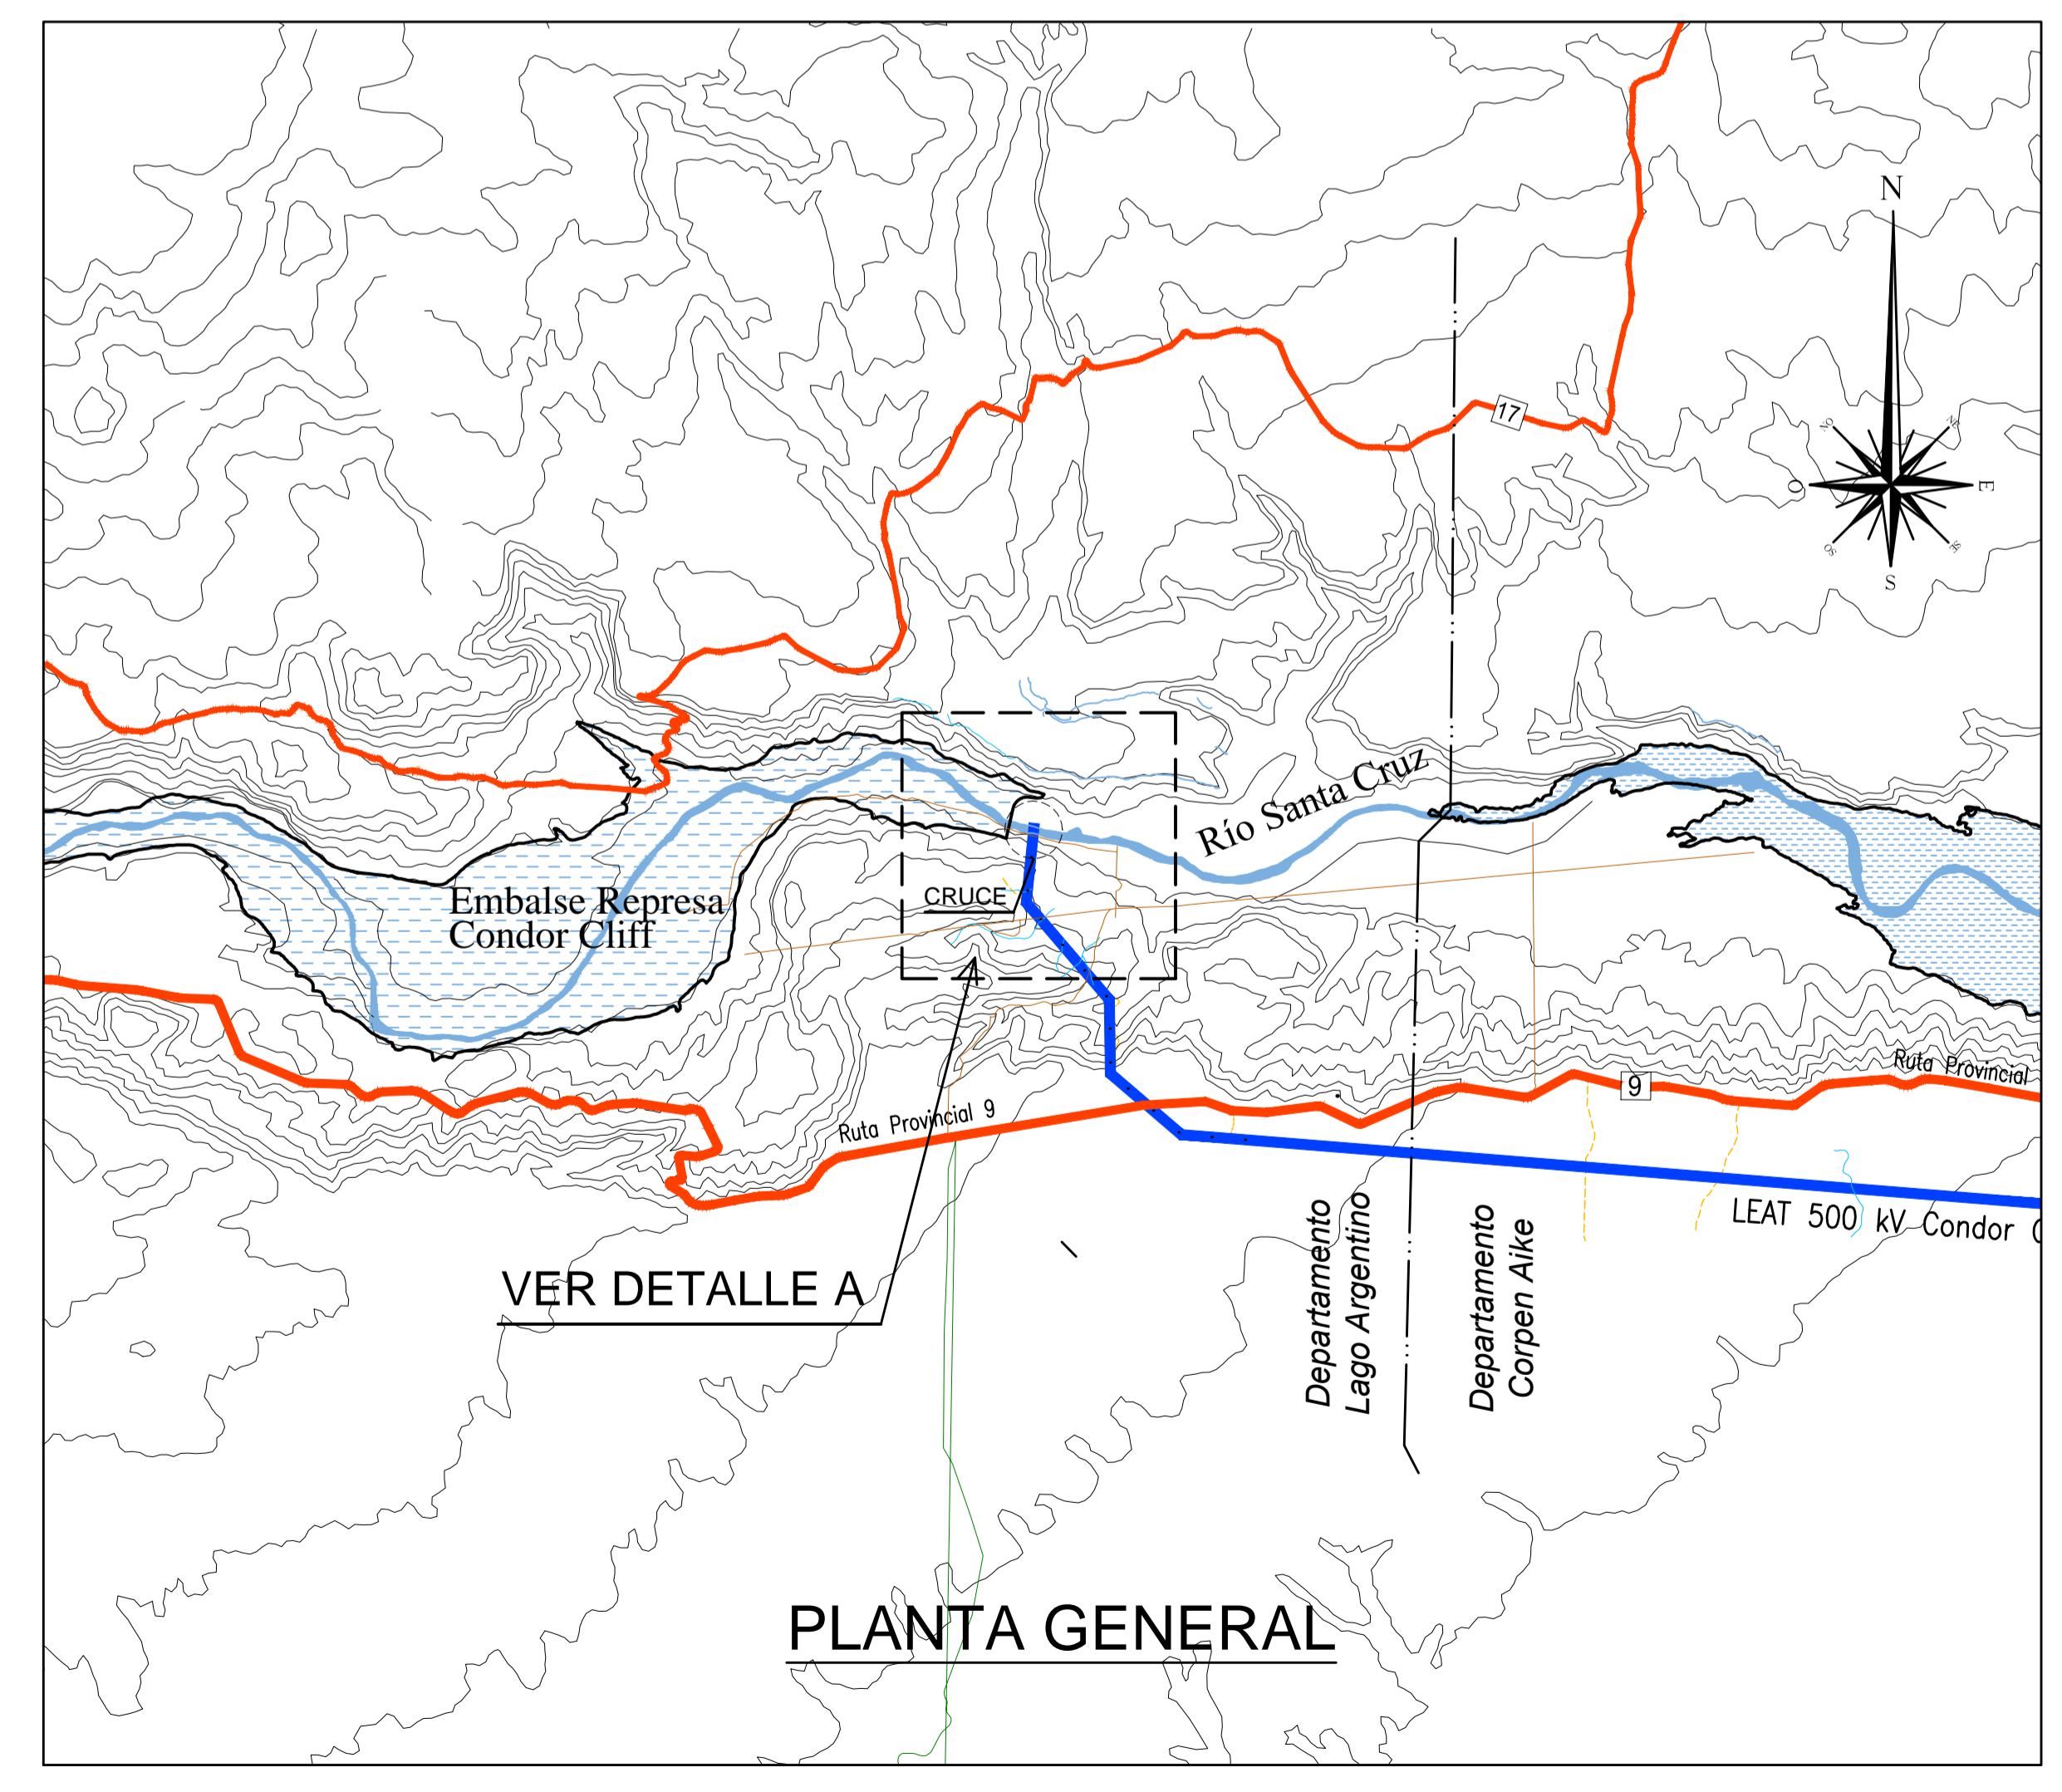 N
17
NO
NE
O
E
SO
SE
S
Río Santa Cruz
Embalse Represa
Condor Cliff
CRUCE
Ruta Provincial
9
Ruta Provincial 9
LEAT 500 kV Condor C
VER DETALLE A
Departamento
Lago Argentino
Departamento
Corpen Aike
PLANTA GENERAL